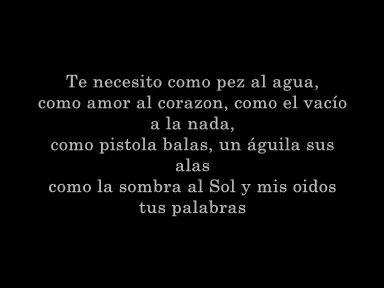 Te necesito como pez al agua,
como amor al corazon, como el vacío
a la nada,
como pistola balas, un águila sus
alas
como la sombra al Sol y mis oidos
tus palabras